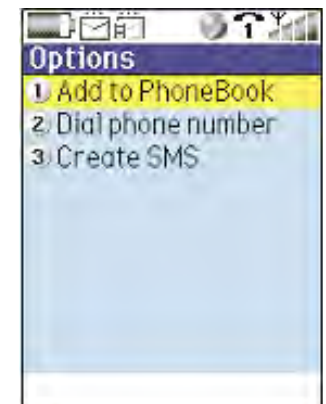 Options
1 Add to PhoneBook
2 Dial phone number
3 Create SMS